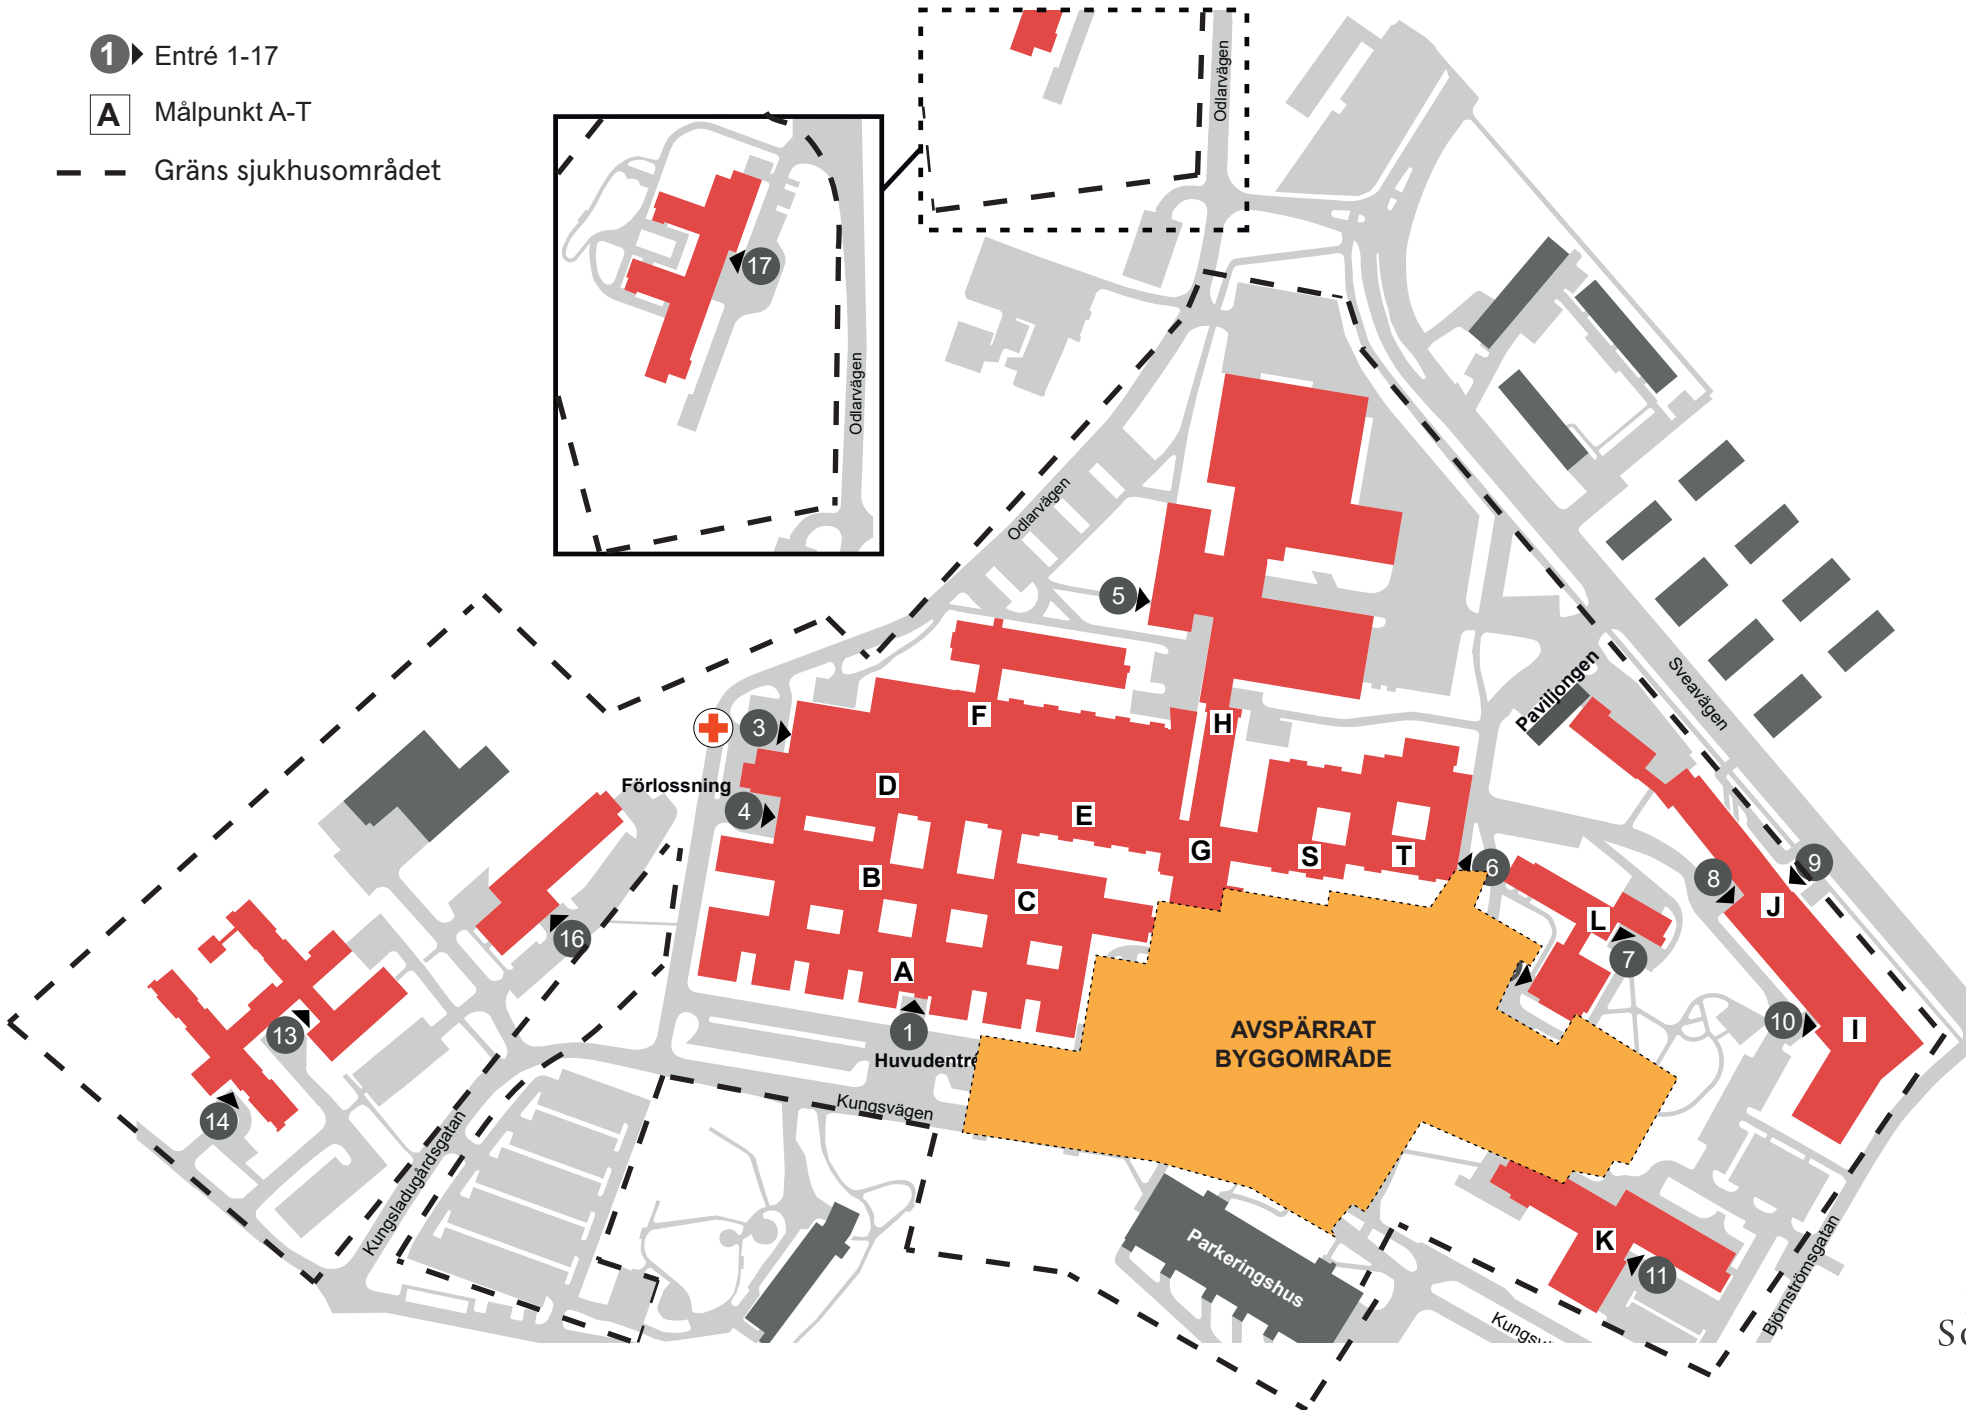 1 Entré 1-17
A Målpunkt A-T
Gräns sjukhusområdet
Odlarvägen
17
Odlarvägen
Odlarvägen
5
Sveavägen
Paviljongen
3
F
H
Förlossning
D
4
E
G
S
T
6
B
C
8
9
J
L
7
16
A
1
Huvudentré
10
I
13
14
AVSPÄRRAT
BYGGOMRÅDE
Kungsvägen
Kungsladugårdsgatan
K
11
Parkeringshus
Björnströmsgatan